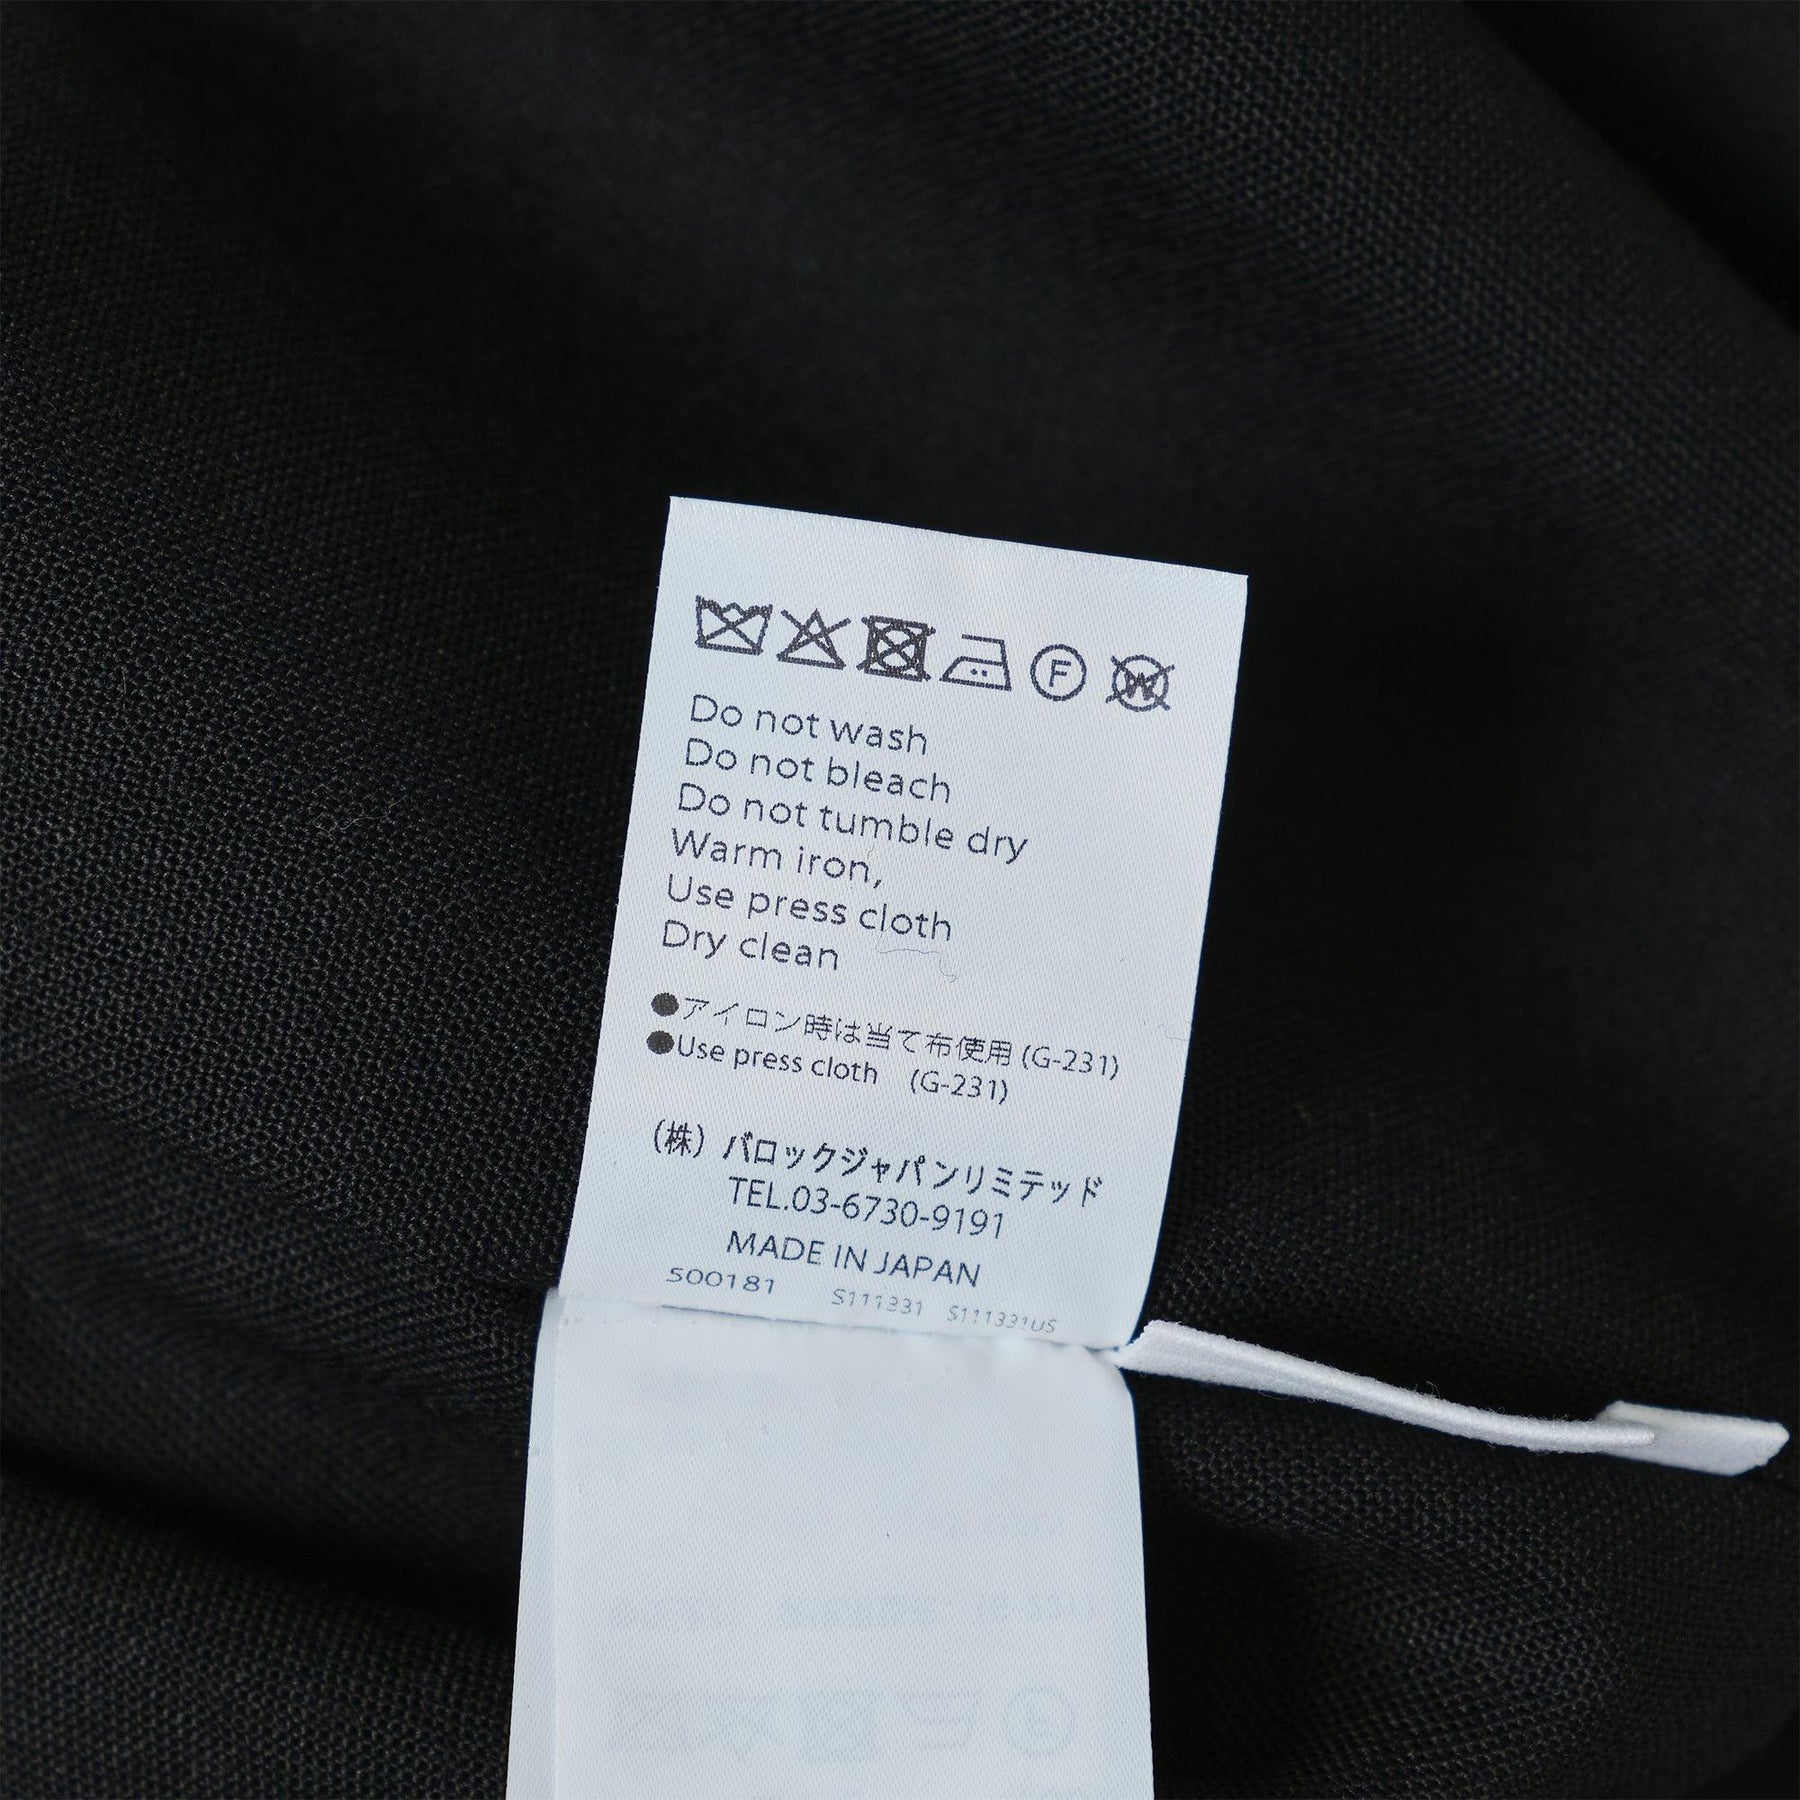 F W
Do not wash
Do not bleach
Do not tumble dry
Warm iron,
Use press cloth
Dry clean
●アイロン時は当て布使用 (G-231)
●Use press cloth (G-231)
(株) バロックジャパンリミテッド
TEL.03-6730-9191
MADE IN JAPAN
500181 S111331 S111331US